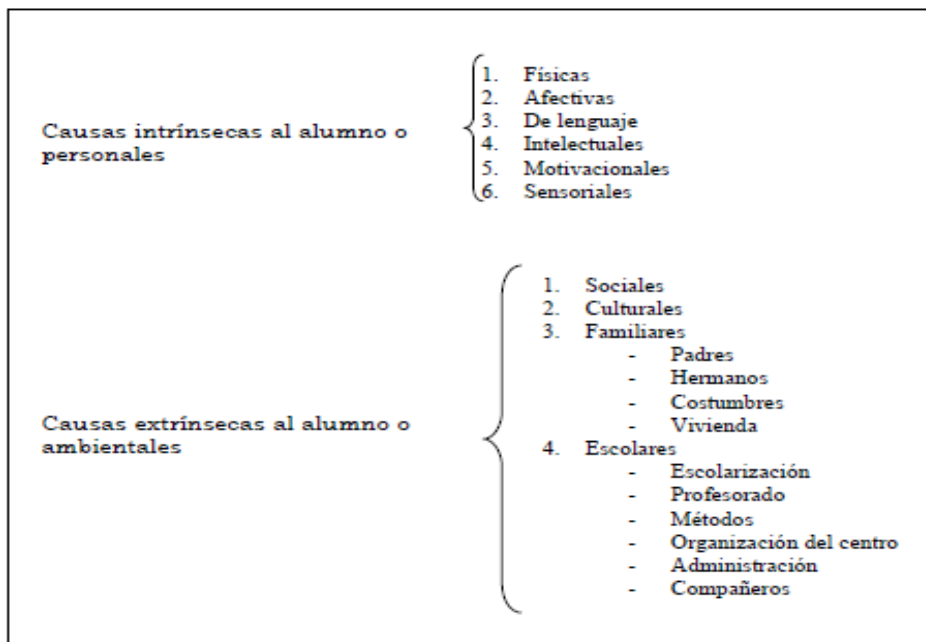 Causas intrínsecas al alumno o
personales
1. Físicas
2. Afectivas
3. De lenguaje
4. Intelectuales
5. Motivacionales
6. Sensoriales
Causas extrínsecas al alumno o
ambientales
1. Sociales
2. Culturales
3. Familiares
- Padres
- Hermanos
- Costumbres
- Vivienda
4. Escolares
- Escolarización
- Profesorado
- Métodos
- Organización del centro
- Administración
- Compañeros